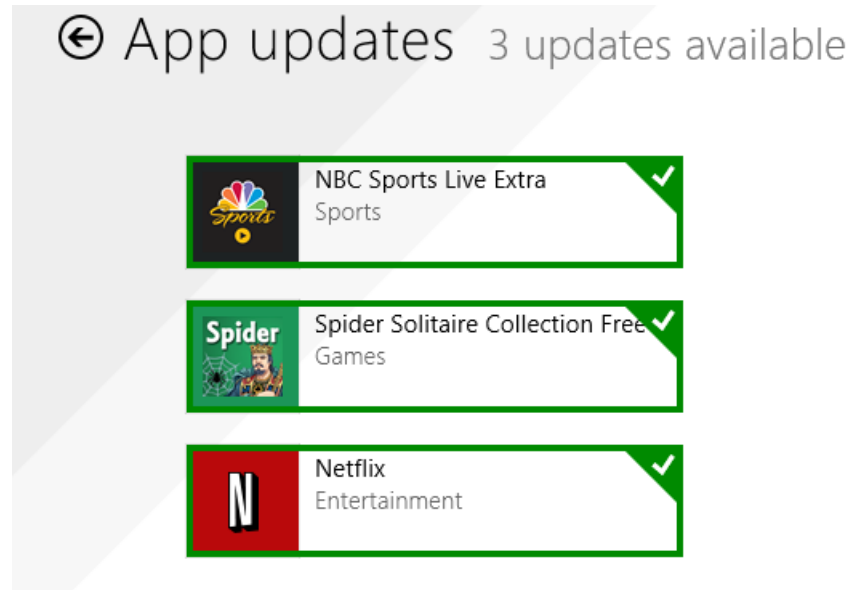 App updates 3 updates available
NBC Sports Live Extra
Sports
Sports
Spider Solitaire Collection Free
Spider
Games
Netflix
N
Entertainment